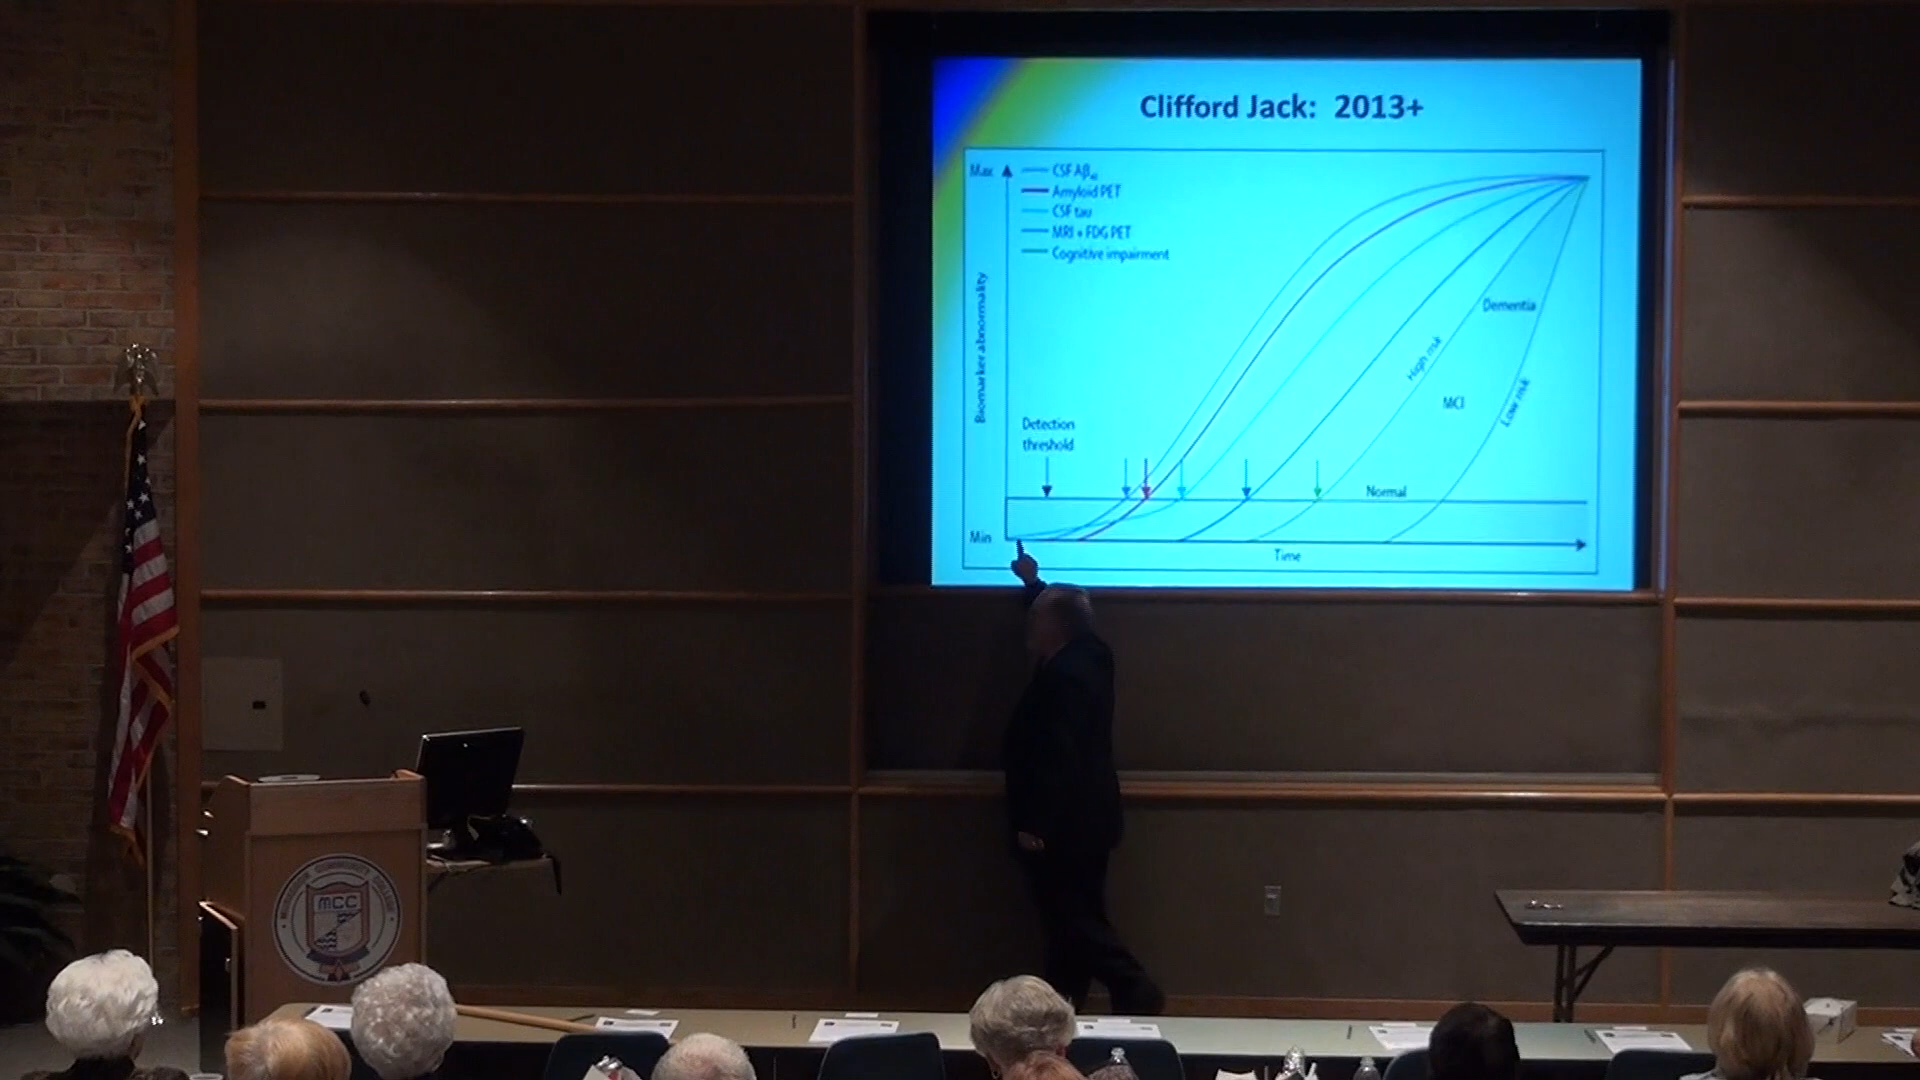 Clifford Jack: 2013+
Max
CSF Aβ₄₂
Amyloid PET
CSF tau
MRI + FDG PET
Cognitive impairment
Biomarker abnormality
Detection
threshold
Dementia
High risk
MCI
Low risk
Normal
Min
Time
MCC